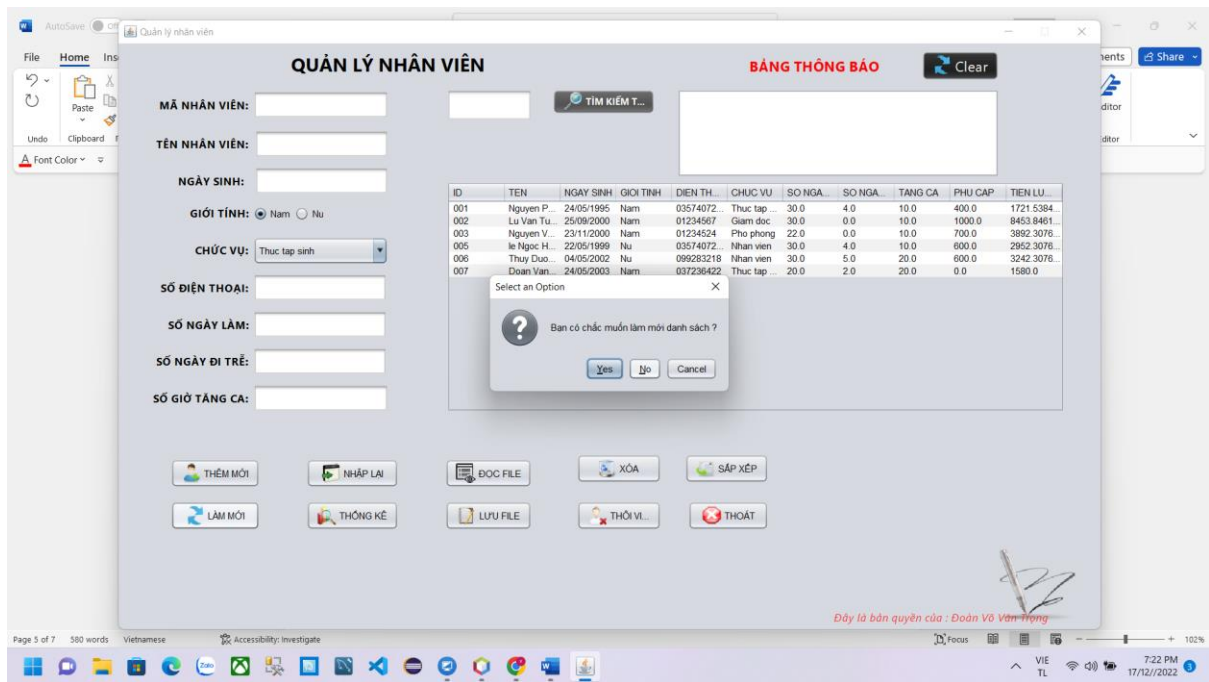 AutoSave Off
Quản lý nhân viên
File Home Ins
Share
Paste
Undo Clipboard
Font Color
QUẢN LÝ NHÂN VIÊN
BẢNG THÔNG BÁO
Clear
MÃ NHÂN VIÊN:
TÌM KIẾM T...
TÊN NHÂN VIÊN:
NGÀY SINH:
GIỚI TÍNH: Nam Nu
CHỨC VỤ: Thuc tap sinh
SỐ ĐIỆN THOẠI:
SỐ NGÀY LÀM:
SỐ NGÀY ĐI TRỄ:
SỐ GIỜ TĂNG CA:
ID TEN NGAY SINH GIOI TINH DIEN TH... CHUC VU SO NGA... SO NGA... TANG CA PHU CAP TIEN LU...
001 Nguyen P... 24/05/1995 Nam 03574072... Thuc tap ... 30.0 4.0 10.0 400.0 1721.5384...
002 Lu Van Tu... 25/09/2000 Nam 01234567 Giam doc 30.0 0.0 10.0 1000.0 8453.8461...
003 Nguyen V... 23/11/2000 Nam 01234524 Pho phong 22.0 0.0 10.0 700.0 3892.3076...
005 le Ngoc H... 22/05/1999 Nu 03574072... Nhan vien 30.0 4.0 10.0 600.0 2952.3076...
006 Thuy Duo... 04/05/2002 Nu 099283218 Nhan vien 30.0 5.0 20.0 600.0 3242.3076...
007 Doan Van... 24/05/2003 Nam 037236422 Thuc tap ... 20.0 2.0 20.0 0.0 1580.0
Select an Option
Bạn có chắc muốn làm mới danh sách ?
Yes No Cancel
THÊM MỚI NHẬP LẠI ĐỌC FILE XÓA SẮP XẾP
LÀM MỚI THỐNG KÊ LƯU FILE THÔI VI... THOÁT
Đây là bản quyền của : Đoàn Võ Văn Trọng
Page 5 of 7 580 words Vietnamese Accessibility: Investigate Focus 102%
Zalo
VIE
TL
7:22 PM
17/12//2022
3